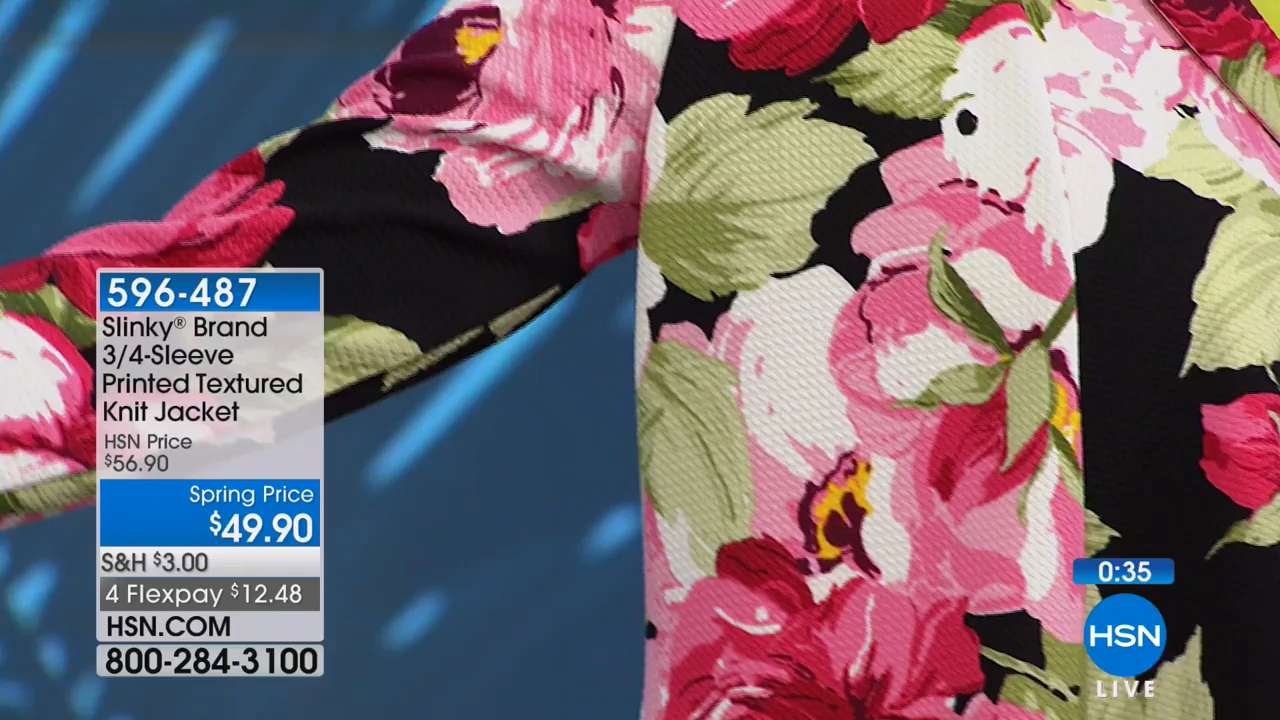 596-487
Slinky® Brand
3/4-Sleeve
Printed Textured
Knit Jacket
HSN Price
$56.90
Spring Price
$49.90
S&H $3.00
4 Flexpay $12.48
HSN.COM
800-284-3100
0:35
HSN
LIVE